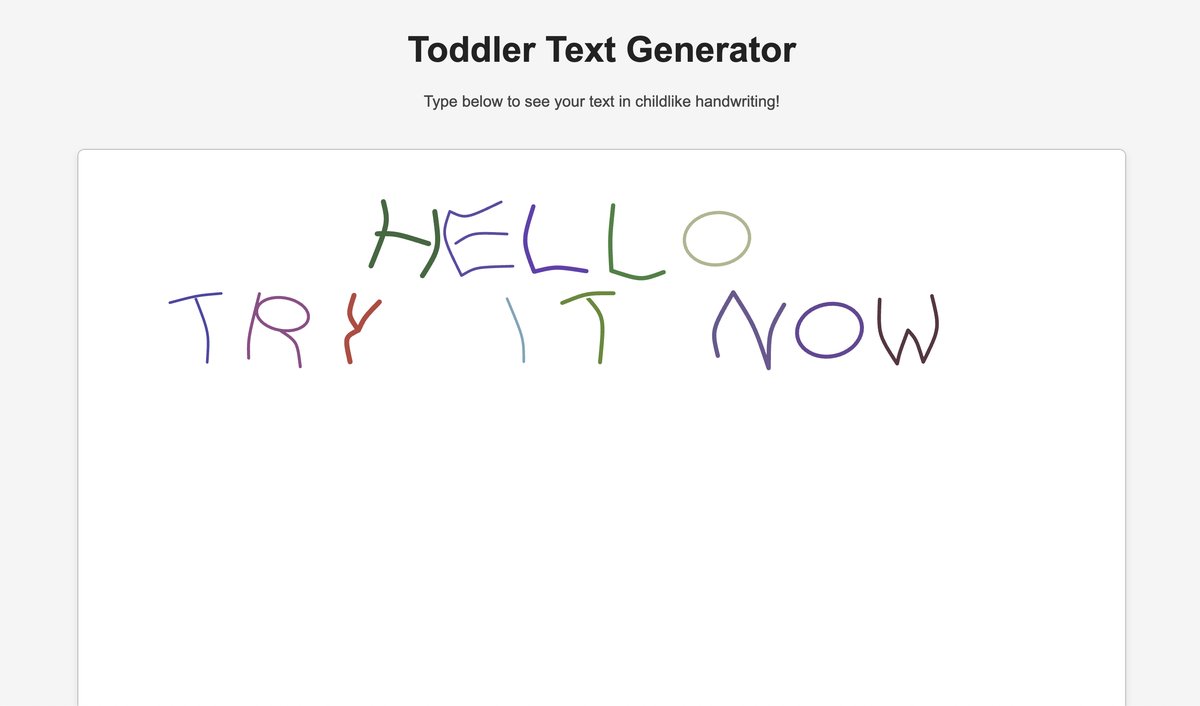 Toddler Text Generator
Type below to see your text in childlike handwriting!
HELLO
TRY IT NOW